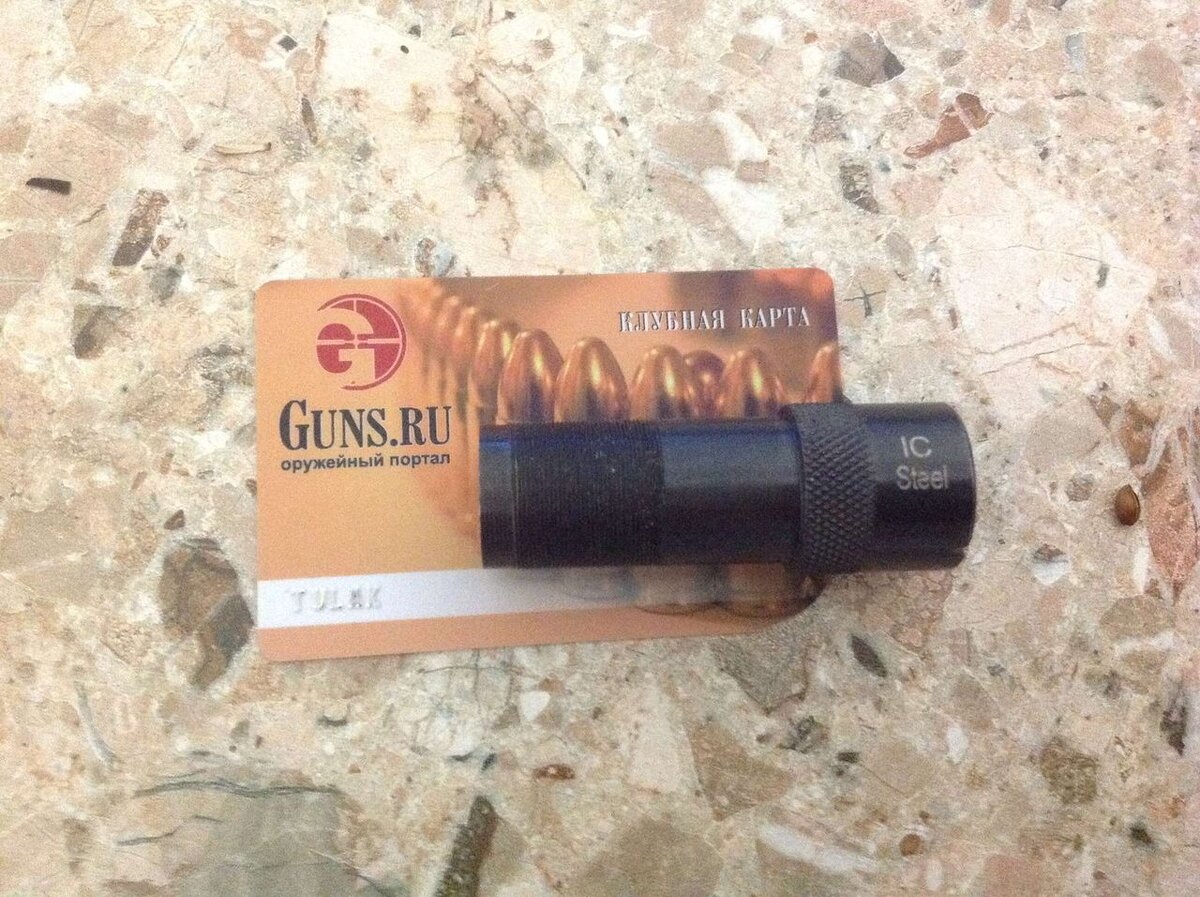 КЛУБНАЯ КАРТА
GUNS.RU
оружейный портал
IC
Steel
TULAK